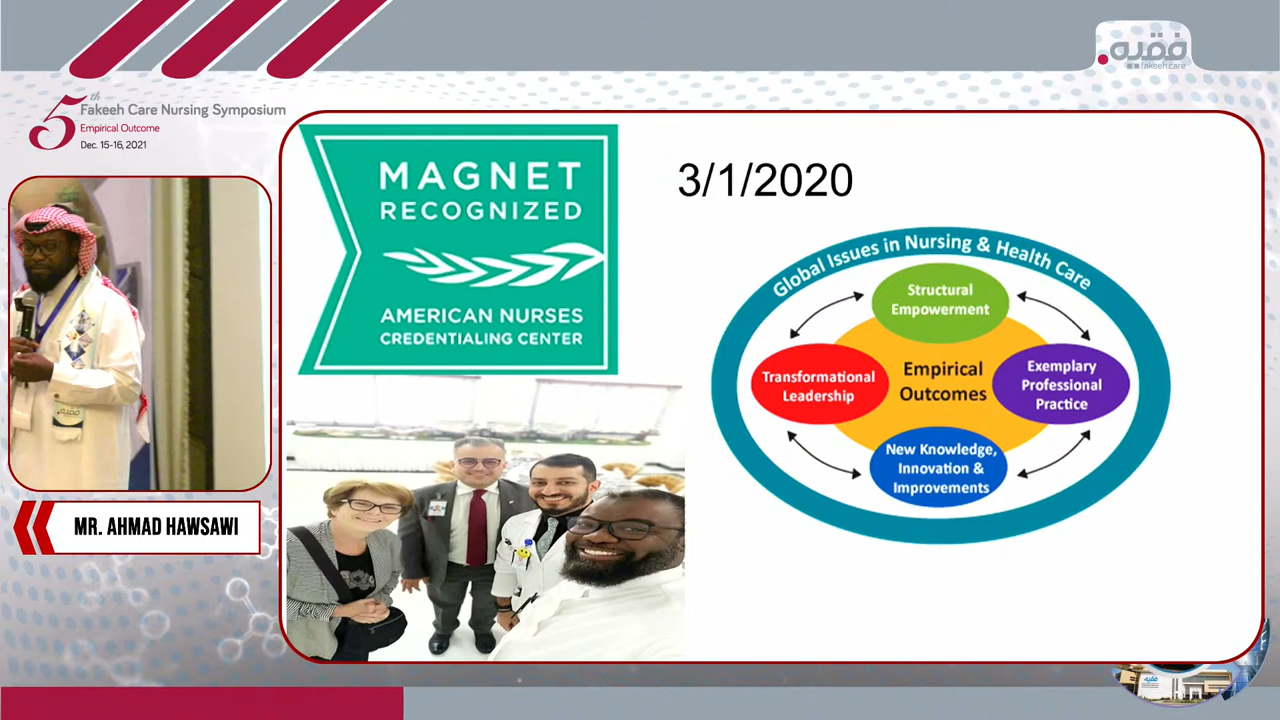 فقيه
fakeeh.care
5th
Fakeeh Care Nursing Symposium
Empirical Outcome
Dec. 15-16, 2021
MAGNET
RECOGNIZED
AMERICAN NURSES
CREDENTIALING CENTER
3/1/2020
Global Issues in Nursing & Health Care
Structural
Empowerment
Transformational
Leadership
Empirical
Outcomes
Exemplary
Professional
Practice
New Knowledge,
Innovation &
Improvements
فقيه
MR. AHMAD HAWSAWI
فقيه